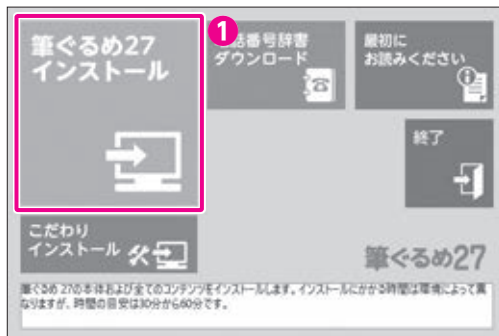 筆ぐるめ27
インストール
1
話番号辞書
ダウンロード
最初に
お読みください
終了
こだわり
インストール
筆ぐるめ27
筆ぐるめ 27の本体および全てのコンテンツをインストールします。インストールにかかる時間は環境によって異
なりますが、時間の目安は30分から60分です。